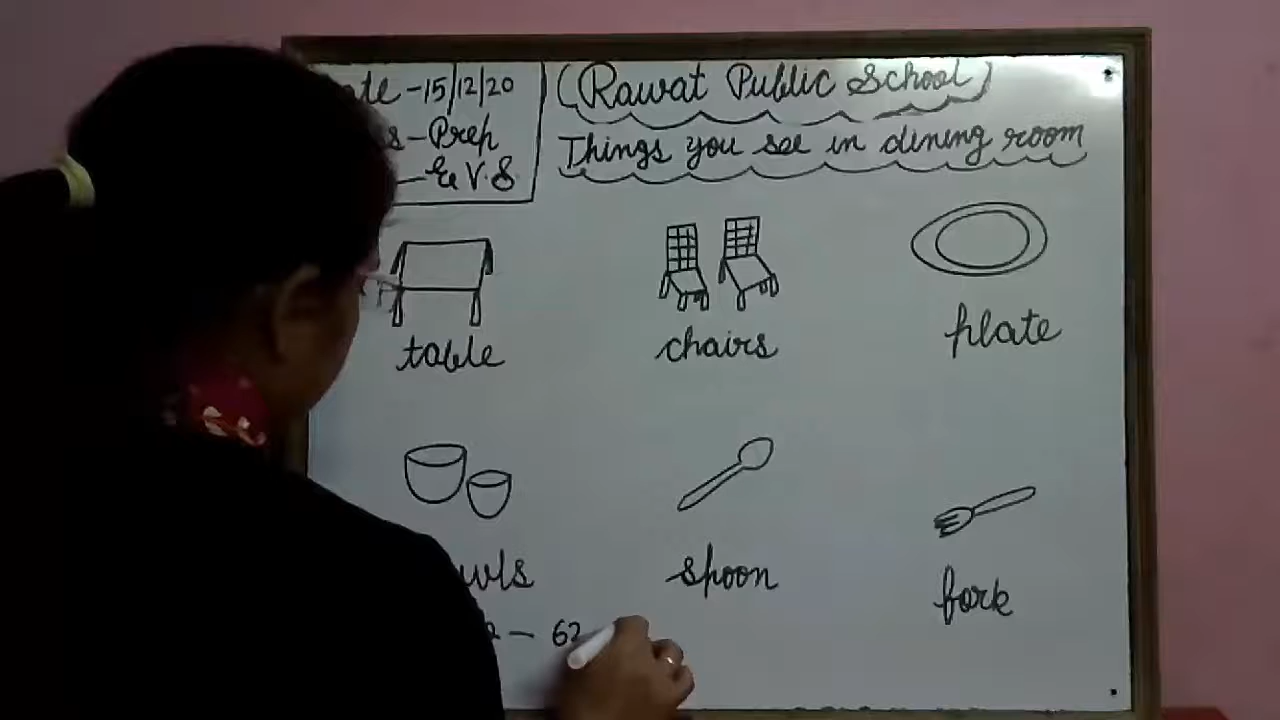 -15/12/20
(Rawat Public School)
-Prep
Things you see in dining room
-E.V.S.
table
chairs
plate
spoon
fork
- 62